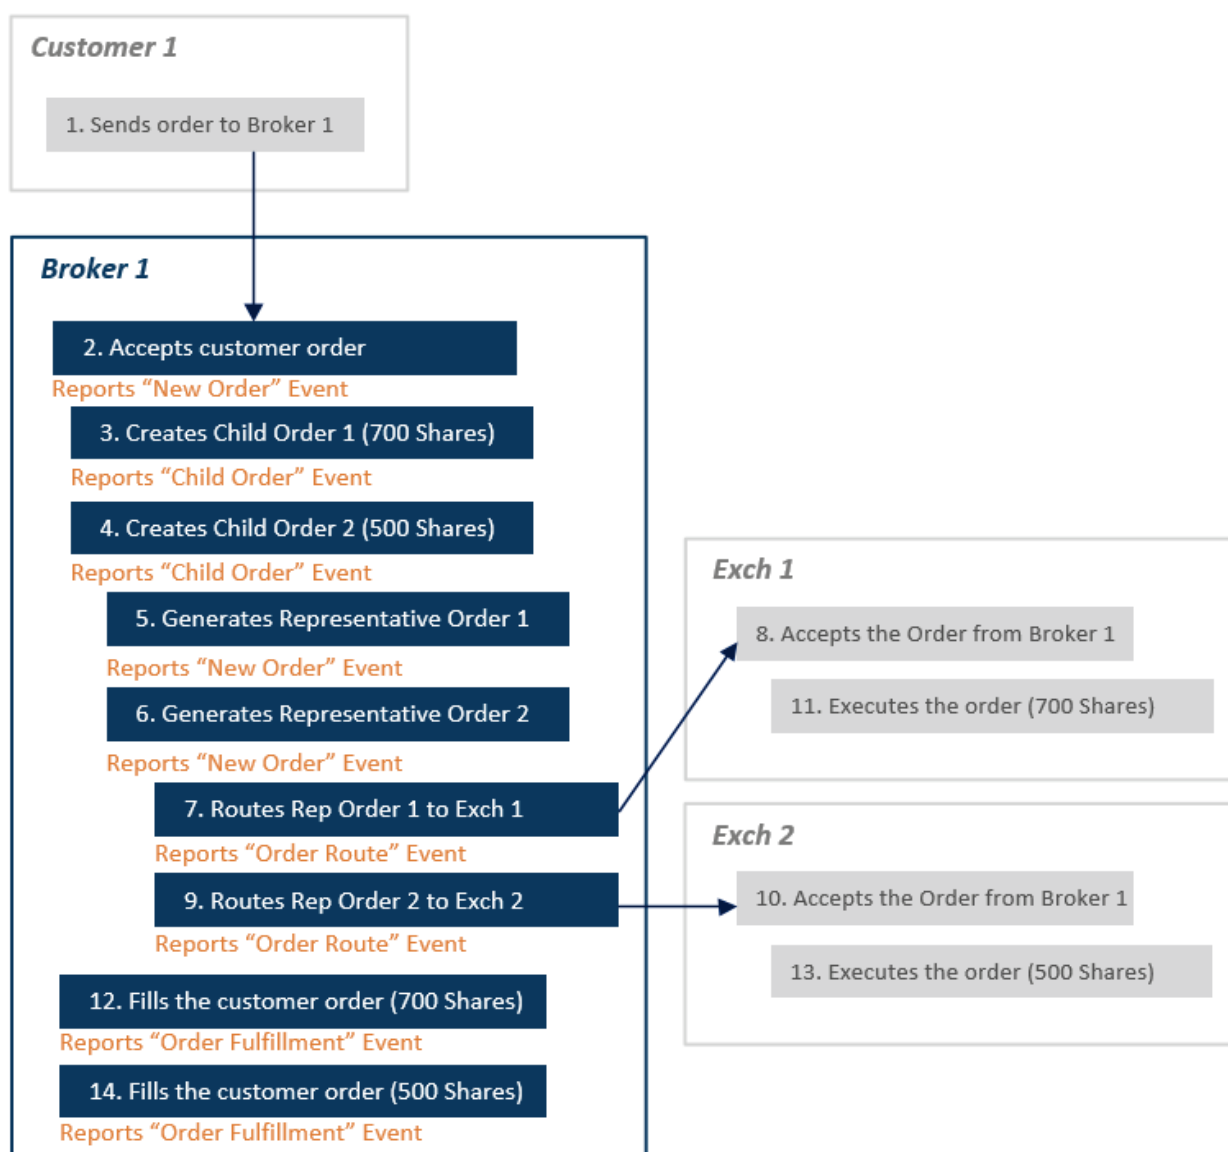 Customer 1
1. Sends order to Broker 1
Broker 1
2. Accepts customer order
Reports “New Order” Event
3. Creates Child Order 1 (700 Shares)
Reports “Child Order” Event
4. Creates Child Order 2 (500 Shares)
Reports “Child Order” Event
5. Generates Representative Order 1
Reports “New Order” Event
6. Generates Representative Order 2
Reports “New Order” Event
7. Routes Rep Order 1 to Exch 1
Reports “Order Route” Event
9. Routes Rep Order 2 to Exch 2
Reports “Order Route” Event
12. Fills the customer order (700 Shares)
Reports “Order Fulfillment” Event
14. Fills the customer order (500 Shares)
Reports “Order Fulfillment” Event
Exch 1
8. Accepts the Order from Broker 1
11. Executes the order (700 Shares)
Exch 2
10. Accepts the Order from Broker 1
13. Executes the order (500 Shares)